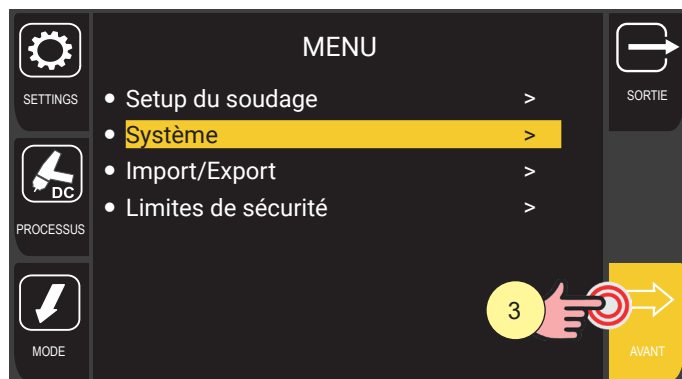 MENU
SETTINGS
SORTIE
Setup du soudage >
Système >
Import/Export >
Limites de sécurité >
DC
PROCESSUS
MODE
3
AVANT